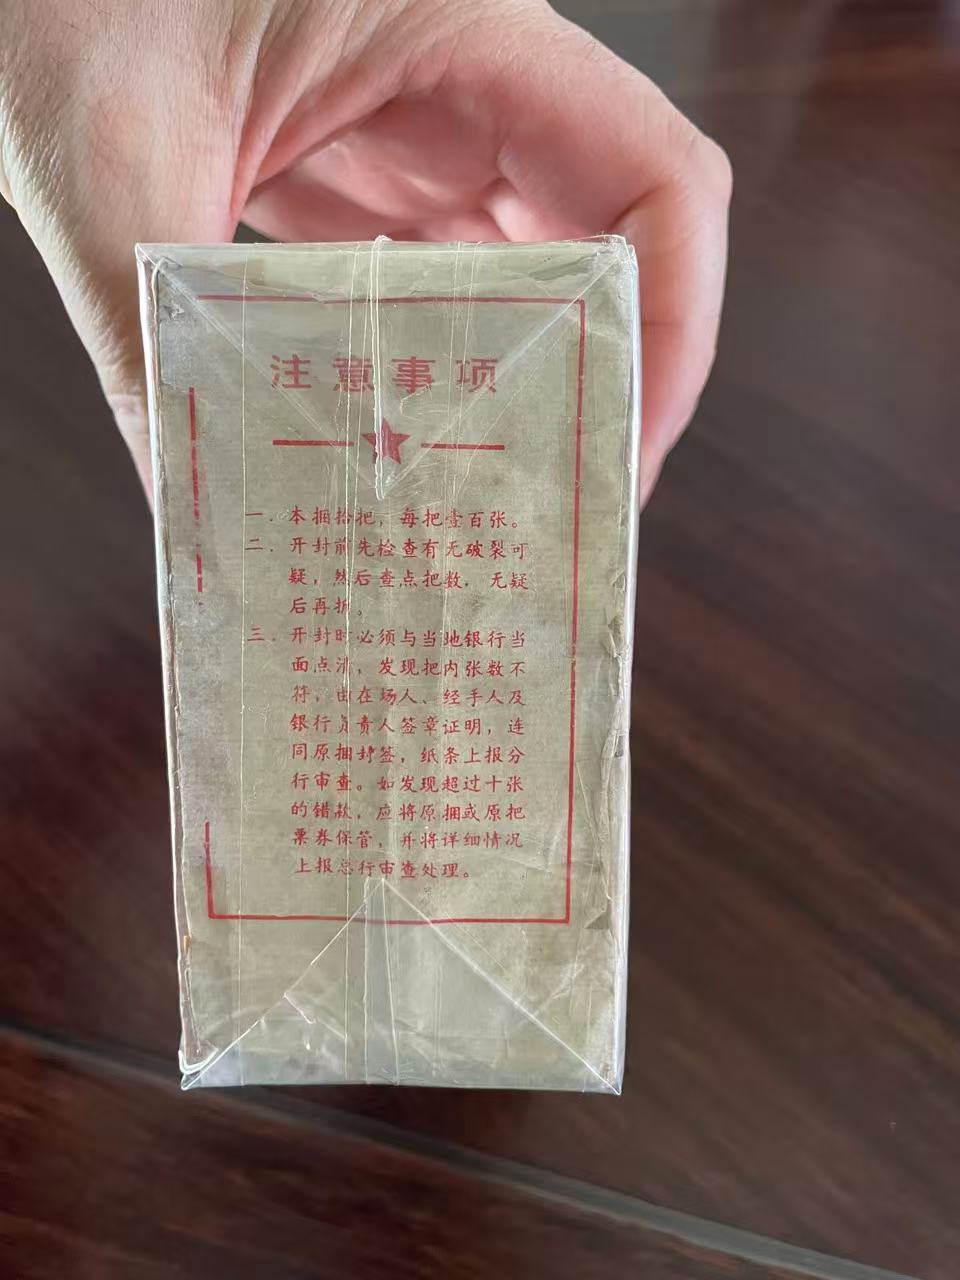 注意事项
一．本捆拾把，每把壹百张。
二．开封前先检查有无破裂可
疑，然后查点把数．无疑
后再拆。
三．开封时必须与当地银行当
面点清，发现把内张数不
符，由在场人、经手人及
银行负责人签章证明，连
同原捆封签，纸条上报分
行审查。如发现超过十张
的错款，应将原捆或原把
票券保管，并将详细情况
上报总行审查处理。